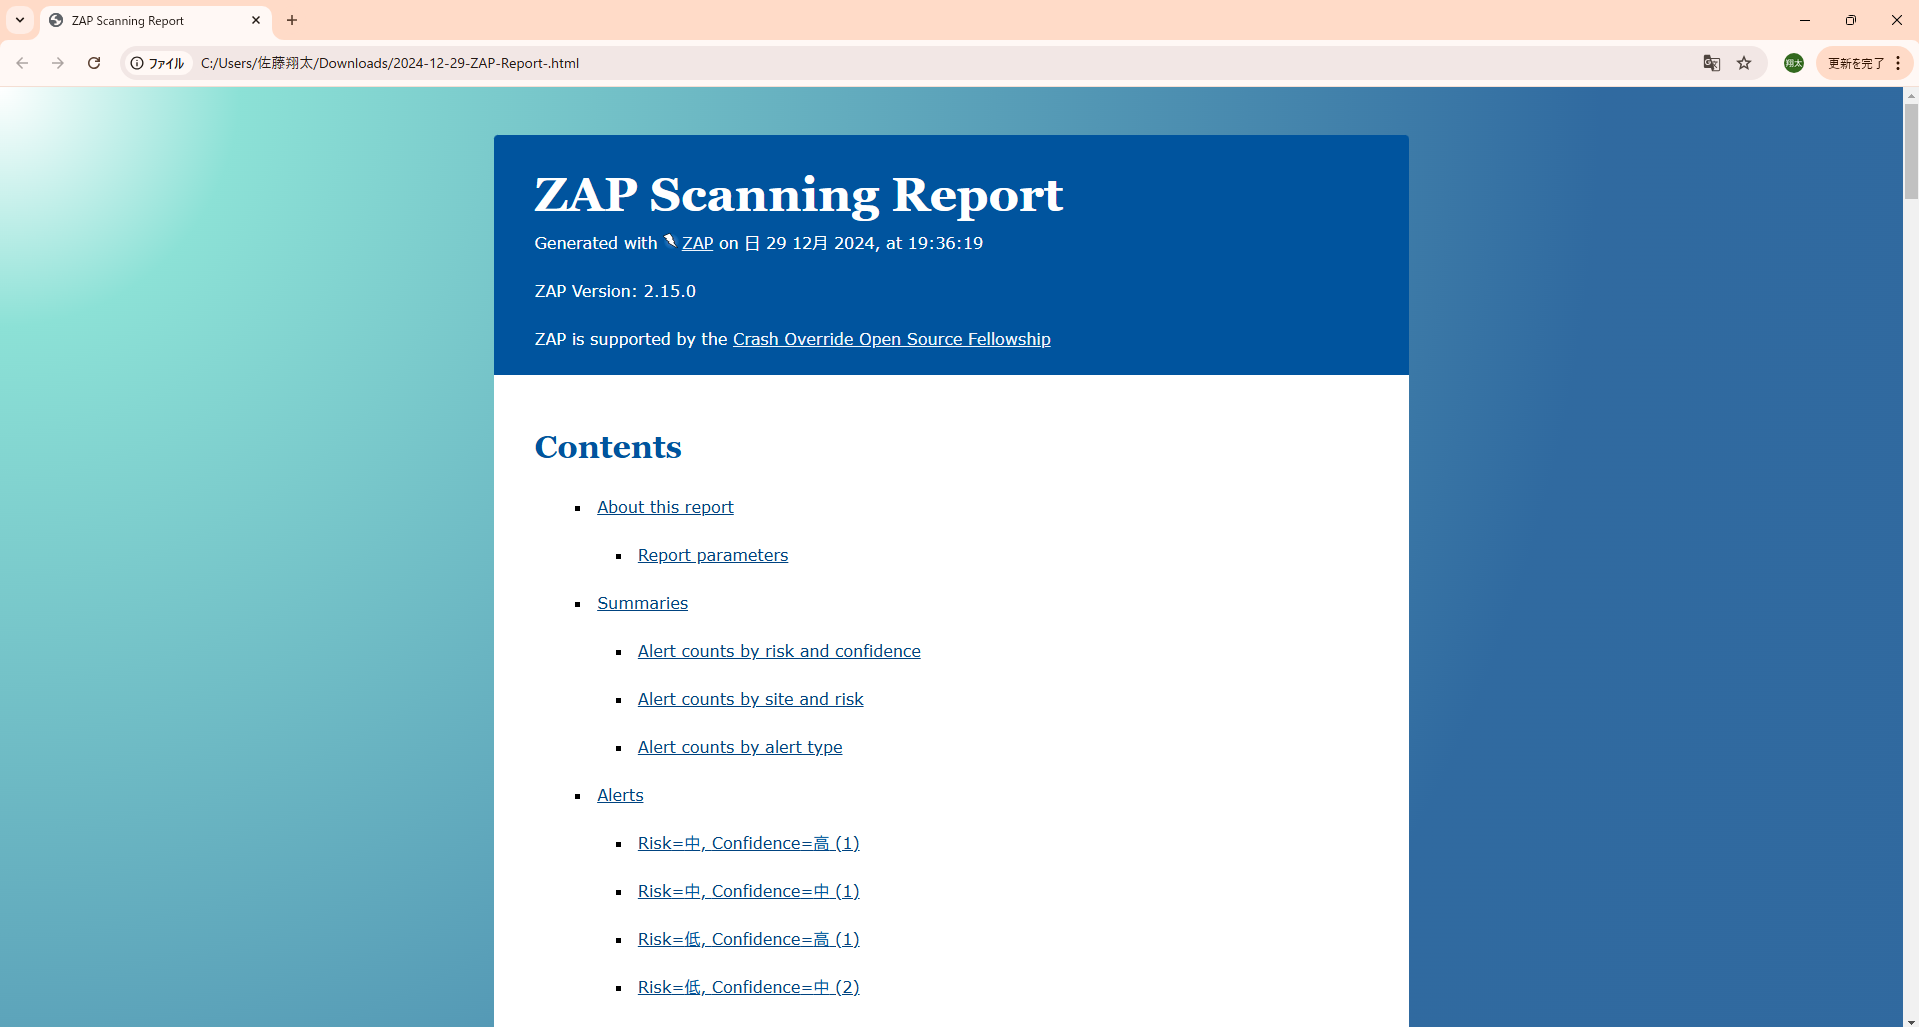 ZAP Scanning Report
ファイル C:/Users/佐藤翔太/Downloads/2024-12-29-ZAP-Report-.html 翔太 更新を完了
ZAP Scanning Report
Generated with ZAP on 日 29 12月 2024, at 19:36:19
ZAP Version: 2.15.0
ZAP is supported by the Crash Override Open Source Fellowship
Contents
About this report
Report parameters
Summaries
Alert counts by risk and confidence
Alert counts by site and risk
Alert counts by alert type
Alerts
Risk=中, Confidence=高 (1)
Risk=中, Confidence=中 (1)
Risk=低, Confidence=高 (1)
Risk=低, Confidence=中 (2)